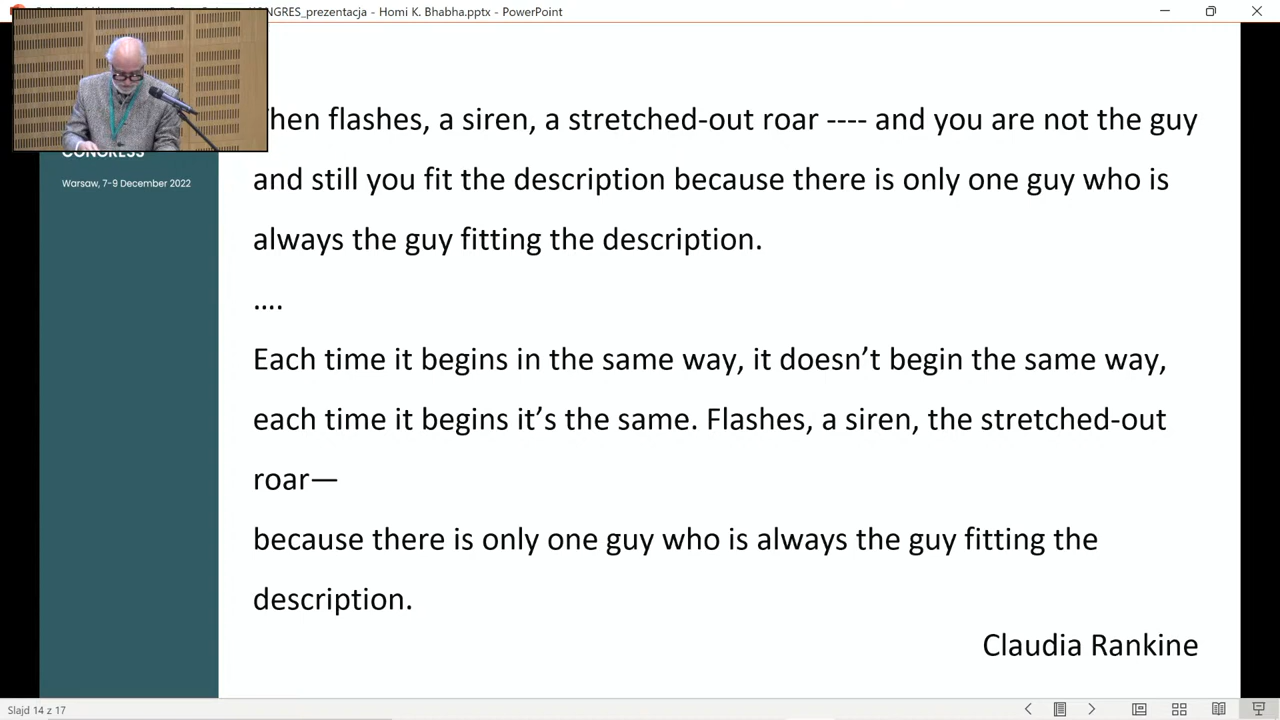 KONGRES_prezentacja - Homi K. Bhabha.pptx - PowerPoint
hen flashes, a siren, a stretched-out roar ---- and you are not the guy
and still you fit the description because there is only one guy who is
always the guy fitting the description.
....
Each time it begins in the same way, it doesn’t begin the same way,
each time it begins it’s the same. Flashes, a siren, the stretched-out
roar—
because there is only one guy who is always the guy fitting the
description.
Claudia Rankine
CONGRESS
Warsaw, 7-9 December 2022
Slajd 14 z 17